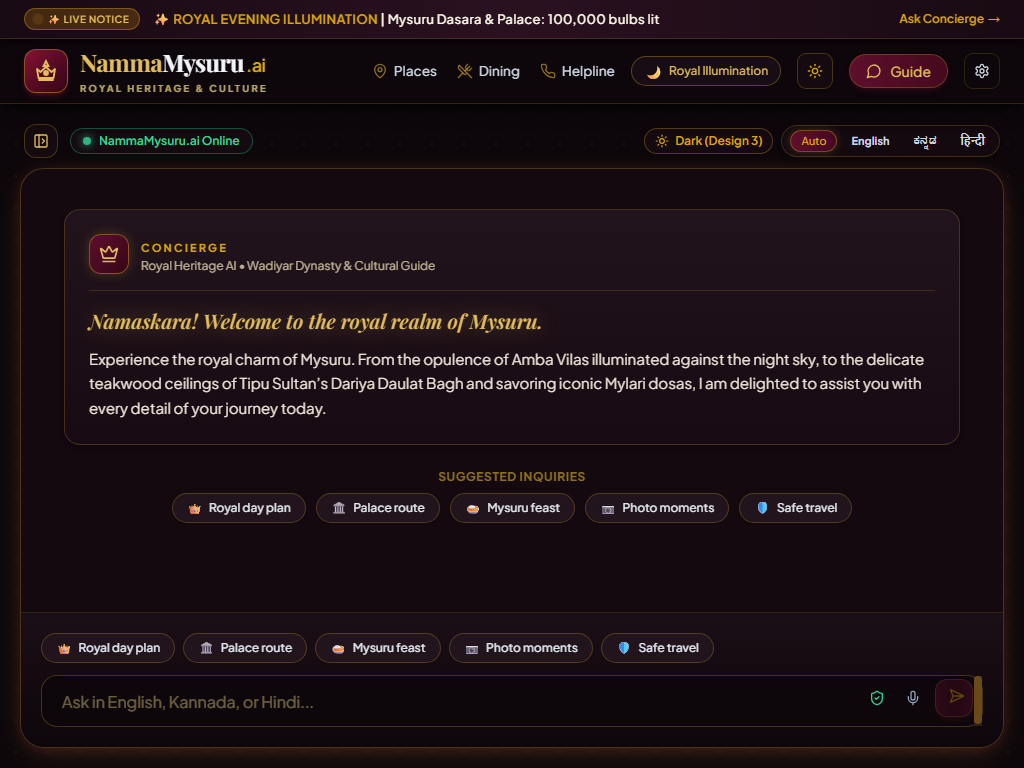 LIVE NOTICE
ROYAL EVENING ILLUMINATION | Mysuru Dasara & Palace: 100,000 bulbs lit
Ask Concierge →
NammaMysuru.ai
ROYAL HERITAGE & CULTURE
Places
Dining
Helpline
Royal Illumination
Guide
NammaMysuru.ai Online
Dark (Design 3)
Auto
English
ಕನ್ನಡ
हिन्दी
CONCIERGE
Royal Heritage AI • Wadiyar Dynasty & Cultural Guide
Namaskara! Welcome to the royal realm of Mysuru.
Experience the royal charm of Mysuru. From the opulence of Amba Vilas illuminated against the night sky, to the delicate
teakwood ceilings of Tipu Sultan's Dariya Daulat Bagh and savoring iconic Mylari dosas, I am delighted to assist you with
every detail of your journey today.
SUGGESTED INQUIRIES
Royal day plan
Palace route
Mysuru feast
Photo moments
Safe travel
Royal day plan
Palace route
Mysuru feast
Photo moments
Safe travel
Ask in English, Kannada, or Hindi...